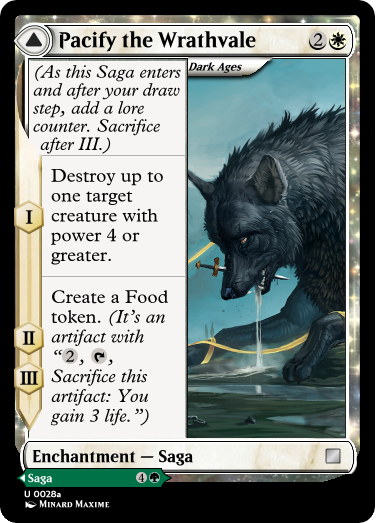 Pacify the Wrathvale 2
Dark Ages
(As this Saga enters
and after your draw
step, add a lore
counter. Sacrifice
after III.)
I
Destroy up to
one target
creature with
power 4 or
greater.
II
III
Create a Food
token. (It's an
artifact with
“2, ,
Sacrifice this
artifact: You
gain 3 life.”)
Enchantment — Saga
Saga 4
U 0028a
Minard Maxime